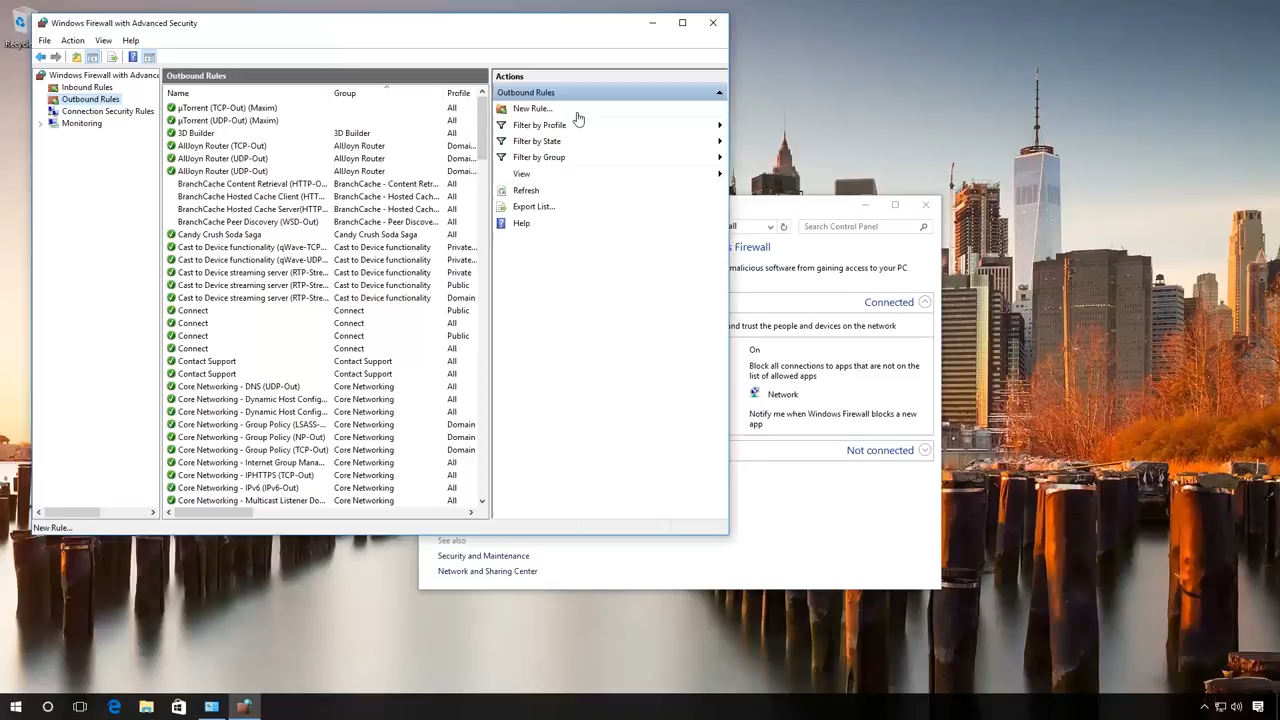 Recyc
Windows Firewall with Advanced Security
File Action View Help
Windows Firewall with Advanc
Inbound Rules
Outbound Rules
Connection Security Rules
Monitoring
Outbound Rules
Name Group Profile
µTorrent (TCP-Out) (Maxim) All
µTorrent (UDP-Out) (Maxim) All
3D Builder 3D Builder All
AllJoyn Router (TCP-Out) AllJoyn Router Domai...
AllJoyn Router (UDP-Out) AllJoyn Router Domai...
AllJoyn Router (UDP-Out) AllJoyn Router Domai...
BranchCache Content Retrieval (HTTP-O... BranchCache - Content Retr... All
BranchCache Hosted Cache Client (HTT... BranchCache - Hosted Cach... All
BranchCache Hosted Cache Server(HTTP... BranchCache - Hosted Cach... All
BranchCache Peer Discovery (WSD-Out) BranchCache - Peer Discove... All
Candy Crush Soda Saga Candy Crush Soda Saga All
Cast to Device functionality (qWave-TCP... Cast to Device functionality Private...
Cast to Device functionality (qWave-UDP... Cast to Device functionality Private...
Cast to Device streaming server (RTP-Stre... Cast to Device functionality Private
Cast to Device streaming server (RTP-Stre... Cast to Device functionality Public
Cast to Device streaming server (RTP-Stre... Cast to Device functionality Domain
Connect Connect Public
Connect Connect All
Connect Connect Public
Connect Connect All
Contact Support Contact Support All
Contact Support Contact Support All
Core Networking - DNS (UDP-Out) Core Networking All
Core Networking - Dynamic Host Config... Core Networking All
Core Networking - Dynamic Host Config... Core Networking All
Core Networking - Group Policy (LSASS-... Core Networking Domain
Core Networking - Group Policy (NP-Out) Core Networking Domain
Core Networking - Group Policy (TCP-Out) Core Networking Domain
Core Networking - Internet Group Mana... Core Networking All
Core Networking - IPHTTPS (TCP-Out) Core Networking All
Core Networking - IPv6 (IPv6-Out) Core Networking All
Core Networking - Multicast Listener Do... Core Networking All
Actions
Outbound Rules
New Rule...
Filter by Profile
Filter by State
Filter by Group
View
Refresh
Export List...
Help
New Rule...
all
Search Control Panel
s Firewall
malicious software from gaining access to your PC
Connected
and trust the people and devices on the network
On
Block all connections to apps that are not on the
list of allowed apps
Network
Notify me when Windows Firewall blocks a new
app
Not connected
See also
Security and Maintenance
Network and Sharing Center